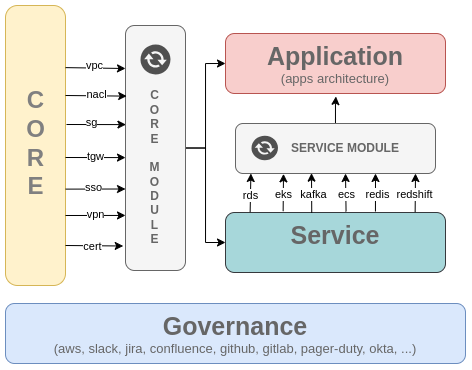 CORE
vpc
nacl
sg
tgw
sso
vpn
cert
CORE MODULE
Application
(apps architecture)
SERVICE MODULE
rds eks kafka ecs redis redshift
Service
Governance
(aws, slack, jira, confluence, github, gitlab, pager-duty, okta, ...)